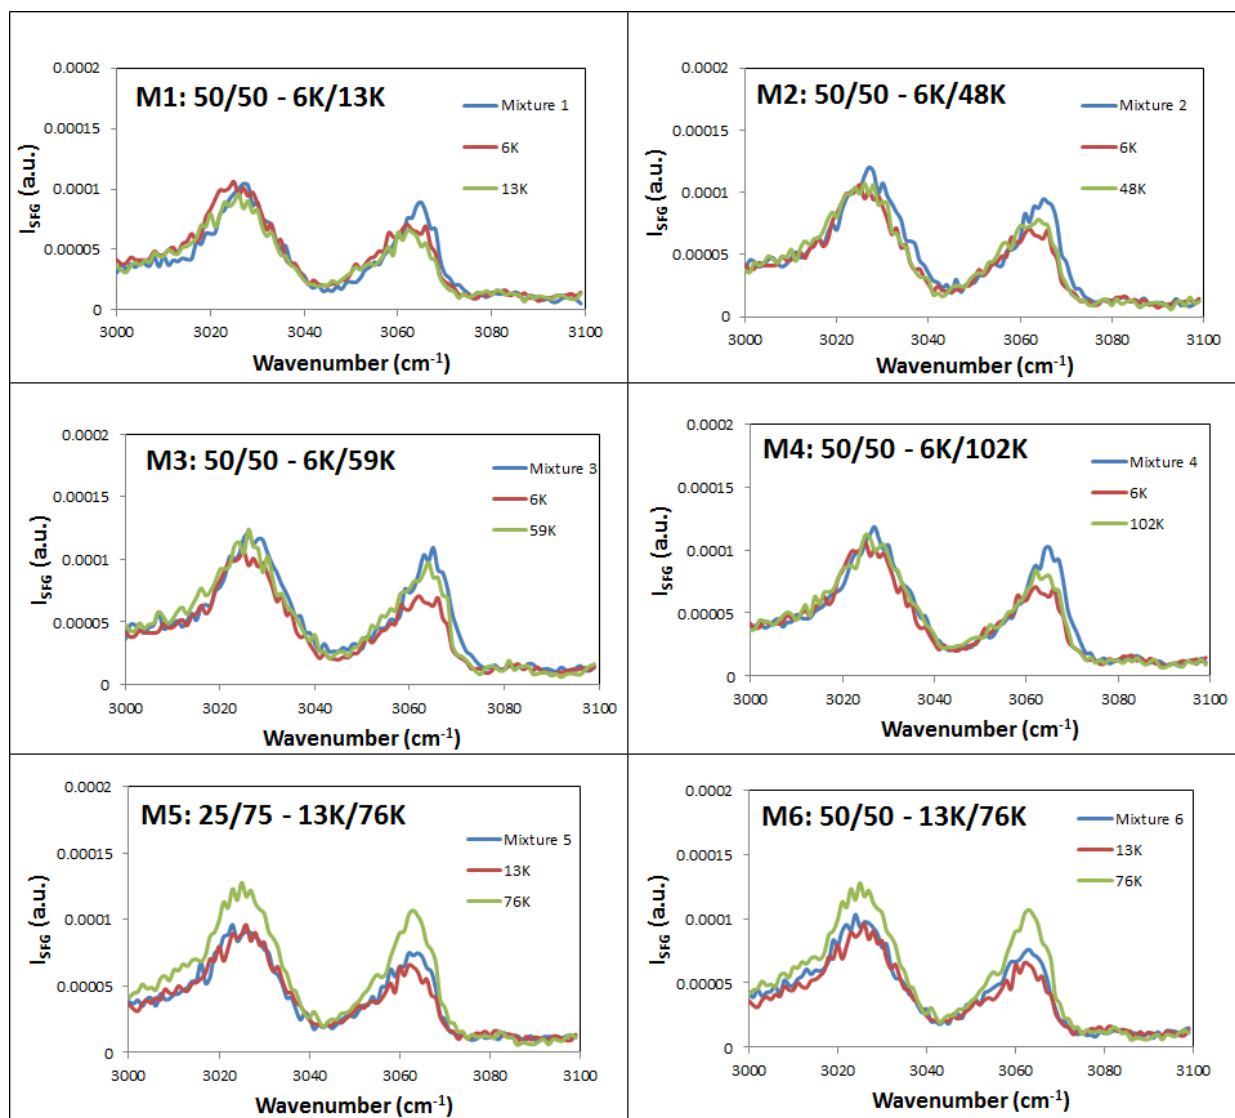 M1: 50/50 - 6K/13K
0.0002
0.00015
0.0001
0.00005
0
I_SFG (a.u.)
Mixture 1
6K
13K
3000 3020 3040 3060 3080 3100
Wavenumber (cm⁻¹)
M2: 50/50 - 6K/48K
0.0002
0.00015
0.0001
0.00005
0
I_SFG (a.u.)
Mixture 2
6K
48K
3000 3020 3040 3060 3080 3100
Wavenumber (cm⁻¹)
M3: 50/50 - 6K/59K
0.0002
0.00015
0.0001
0.00005
0
I_SFG (a.u.)
Mixture 3
6K
59K
3000 3020 3040 3060 3080 3100
Wavenumber (cm⁻¹)
M4: 50/50 - 6K/102K
0.0002
0.00015
0.0001
0.00005
0
I_SFG (a.u.)
Mixture 4
6K
102K
3000 3020 3040 3060 3080 3100
Wavenumber (cm⁻¹)
M5: 25/75 - 13K/76K
0.0002
0.00015
0.0001
0.00005
0
I_SFG (a.u.)
Mixture 5
13K
76K
3000 3020 3040 3060 3080 3100
Wavenumber (cm⁻¹)
M6: 50/50 - 13K/76K
0.0002
0.00015
0.0001
0.00005
0
I_SFG (a.u.)
Mixture 6
13K
76K
3000 3020 3040 3060 3080 3100
Wavenumber (cm⁻¹)